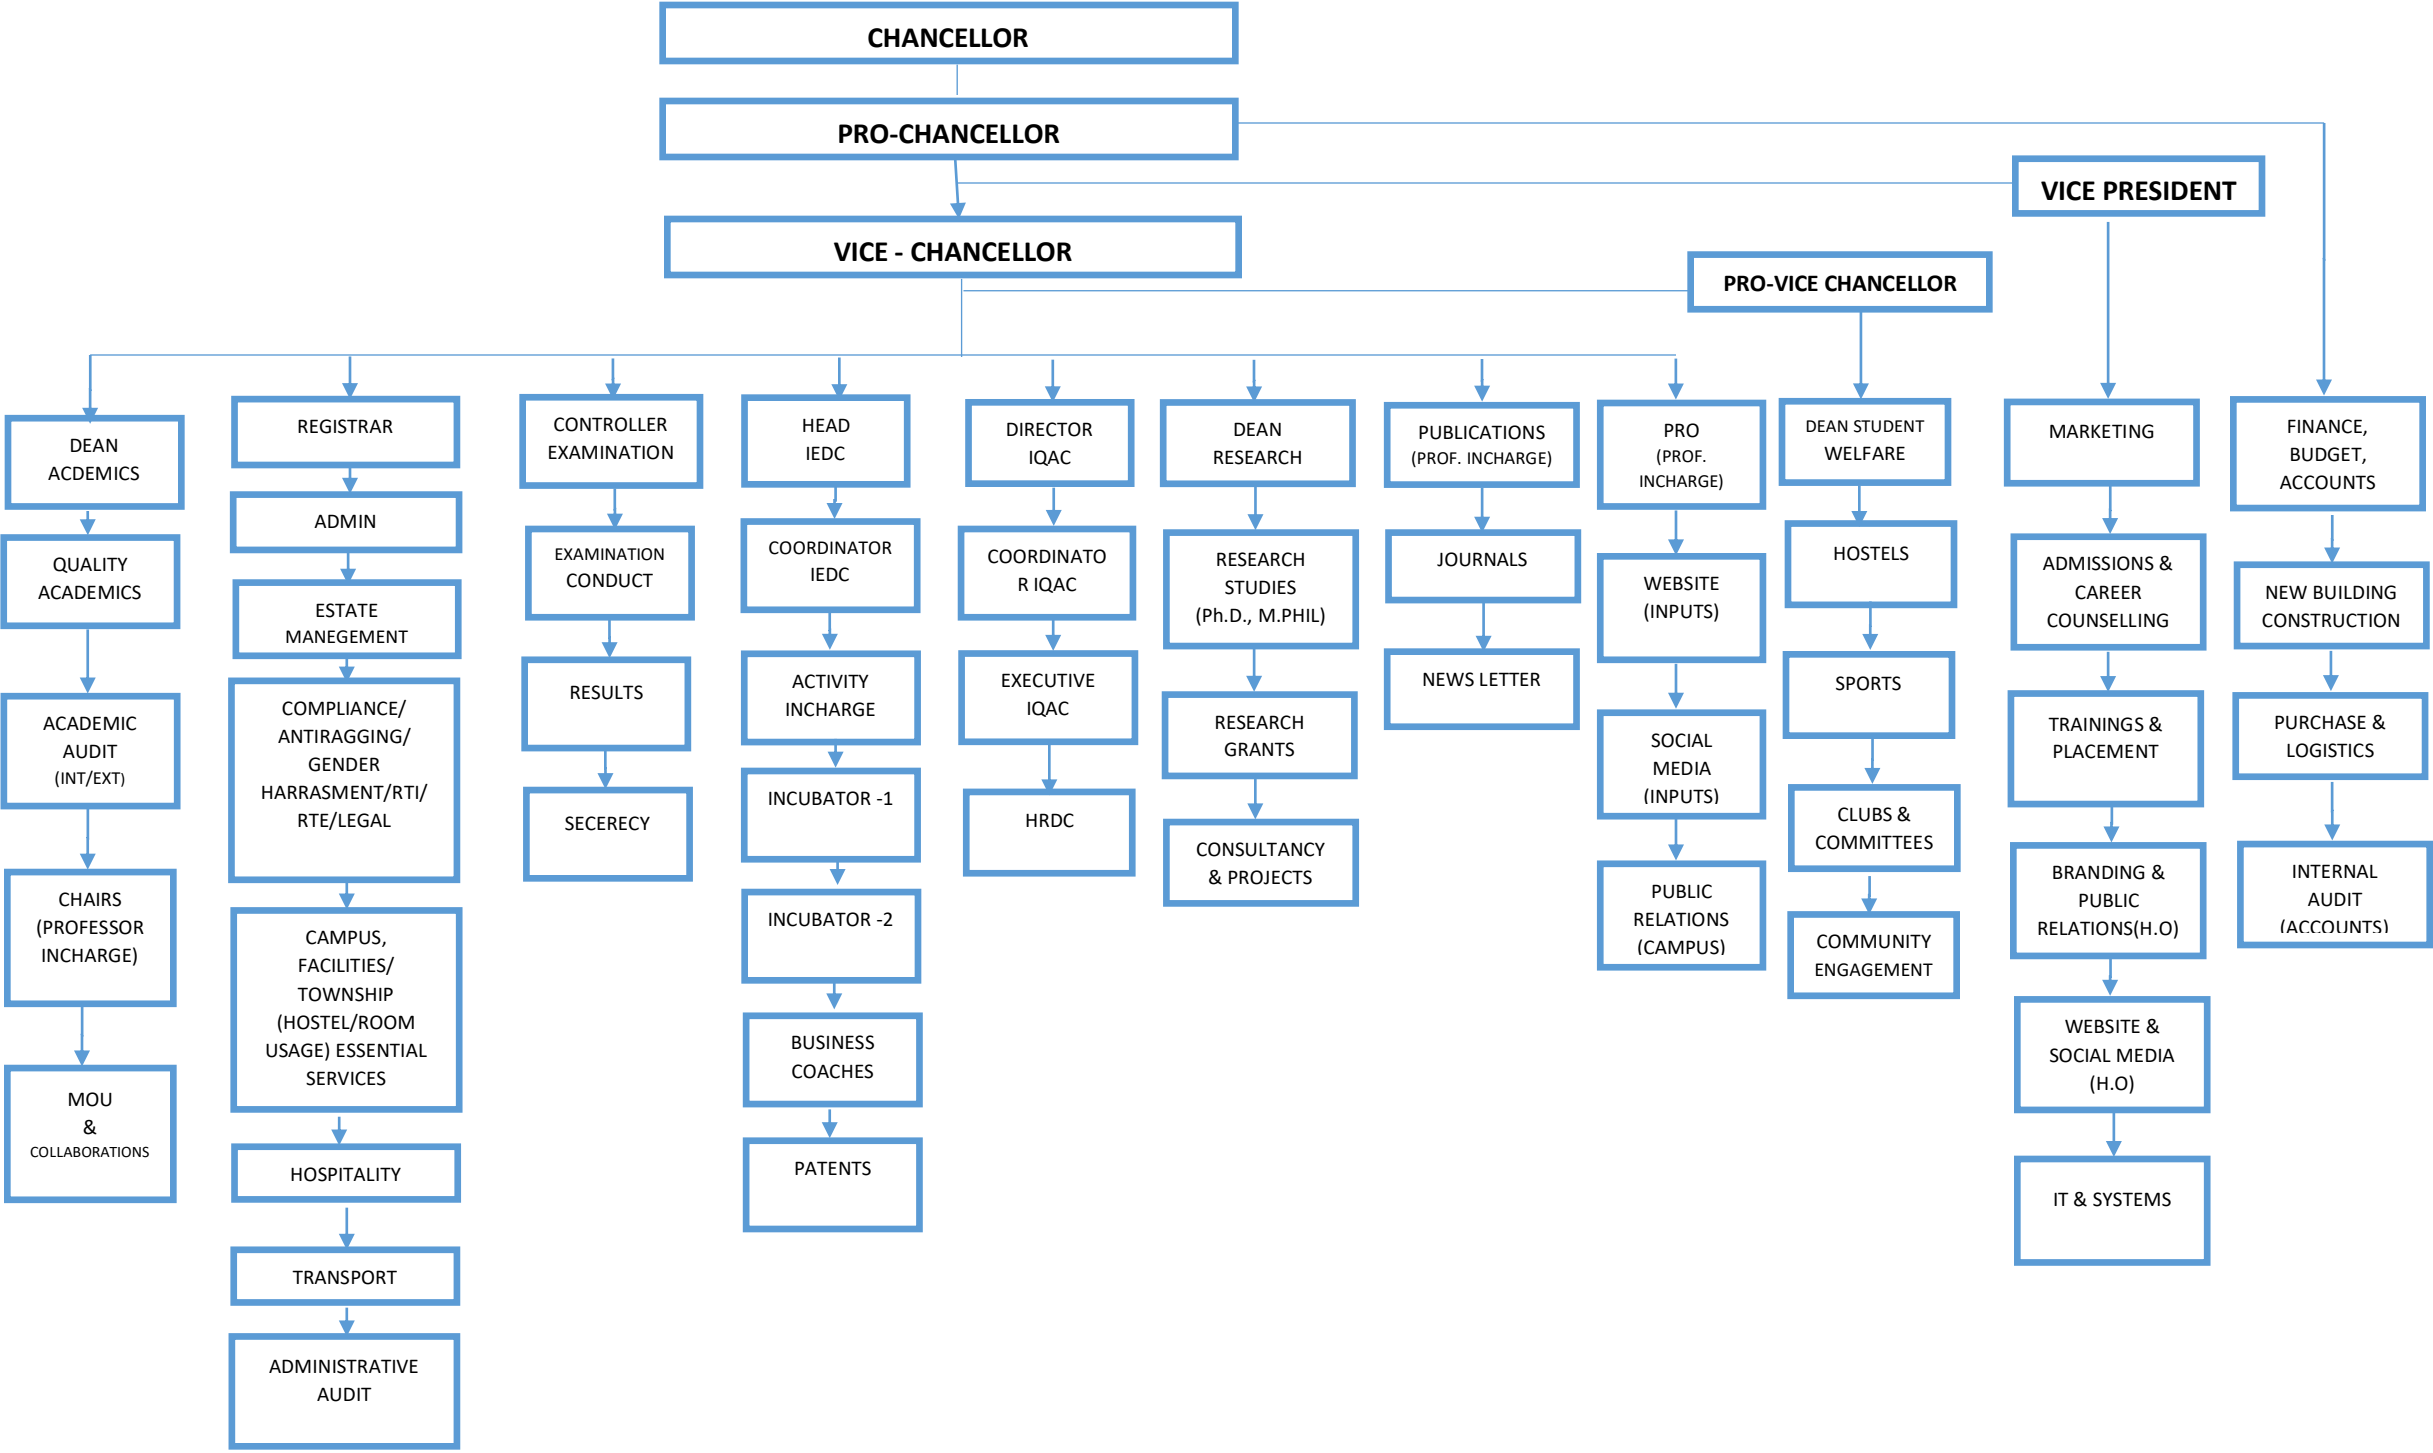 CHANCELLOR
PRO-CHANCELLOR
VICE PRESIDENT
VICE - CHANCELLOR
PRO-VICE CHANCELLOR
DEAN
ACDEMICS
QUALITY
ACADEMICS
ACADEMIC
AUDIT
(INT/EXT)
CHAIRS
(PROFESSOR
INCHARGE)
MOU
&
COLLABORATIONS
REGISTRAR
ADMIN
ESTATE
MANEGEMENT
COMPLIANCE/
ANTIRAGGING/
GENDER
HARRASMENT/RTI/
RTE/LEGAL
CAMPUS,
FACILITIES/
TOWNSHIP
(HOSTEL/ROOM
USAGE) ESSENTIAL
SERVICES
HOSPITALITY
TRANSPORT
ADMINISTRATIVE
AUDIT
CONTROLLER
EXAMINATION
EXAMINATION
CONDUCT
RESULTS
SECERECY
HEAD
IEDC
COORDINATOR
IEDC
ACTIVITY
INCHARGE
INCUBATOR -1
INCUBATOR -2
BUSINESS
COACHES
PATENTS
DIRECTOR
IQAC
COORDINATO
R IQAC
EXECUTIVE
IQAC
HRDC
DEAN
RESEARCH
RESEARCH
STUDIES
(Ph.D., M.PHIL)
RESEARCH
GRANTS
CONSULTANCY
& PROJECTS
PUBLICATIONS
(PROF. INCHARGE)
JOURNALS
NEWS LETTER
PRO
(PROF.
INCHARGE)
WEBSITE
(INPUTS)
SOCIAL
MEDIA
(INPUTS)
PUBLIC
RELATIONS
(CAMPUS)
DEAN STUDENT
WELFARE
HOSTELS
SPORTS
CLUBS &
COMMITTEES
COMMUNITY
ENGAGEMENT
MARKETING
ADMISSIONS &
CAREER
COUNSELLING
TRAININGS &
PLACEMENT
BRANDING &
PUBLIC
RELATIONS(H.O)
WEBSITE &
SOCIAL MEDIA
(H.O)
IT & SYSTEMS
FINANCE,
BUDGET,
ACCOUNTS
NEW BUILDING
CONSTRUCTION
PURCHASE &
LOGISTICS
INTERNAL
AUDIT
(ACCOUNTS)